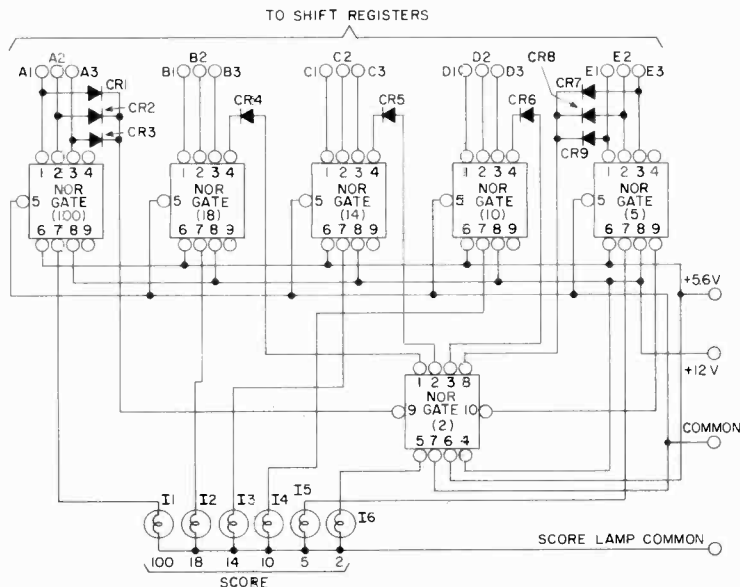 TO SHIFT REGISTERS
A2 B2 C2 D2 CR8 E2
A1 A3 B1 B3 C1 C3 D1 D3 CR7 E1 E3
CR1
CR2 CR4 CR5 CR6
CR3 CR9
1 2 3 4 1 2 3 4 1 2 3 4 1 2 3 4 1 2 3 4
NOR NOR NOR NOR NOR
5 GATE 5 GATE 5 GATE 5 GATE 5 GATE
(100) (18) (14) (10) (5)
6 7 8 9 6 7 8 9 6 7 8 9 6 7 8 9 6 7 8 9
+5.6V
+12V
1 2 3 8
NOR
9 GATE 10
(2)
5 7 6 4
COMMON
I1 I2 I3 I4 I5 I6
SCORE LAMP COMMON
100 18 14 10 5 2
SCORE